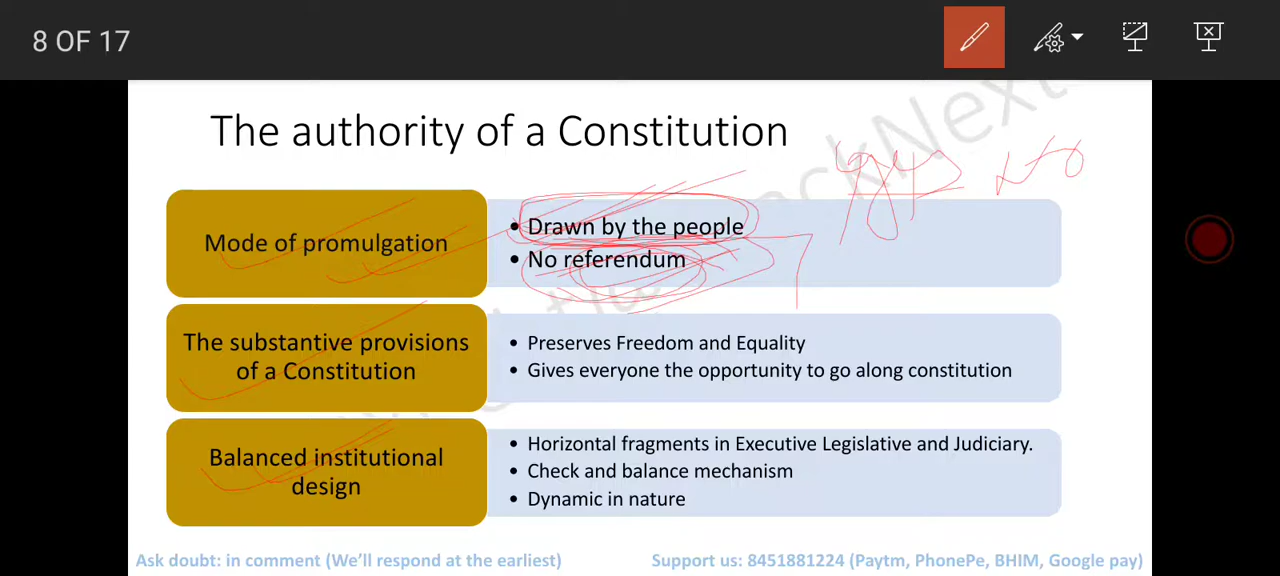 8 OF 17
The authority of a Constitution
Mode of promulgation
• Drawn by the people
• No referendum
The substantive provisions
of a Constitution
• Preserves Freedom and Equality
• Gives everyone the opportunity to go along constitution
Balanced institutional
design
• Horizontal fragments in Executive Legislative and Judiciary.
• Check and balance mechanism
• Dynamic in nature
Ask doubt: in comment (We'll respond at the earliest)
Support us: 8451881224 (Paytm, PhonePe, BHIM, Google pay)